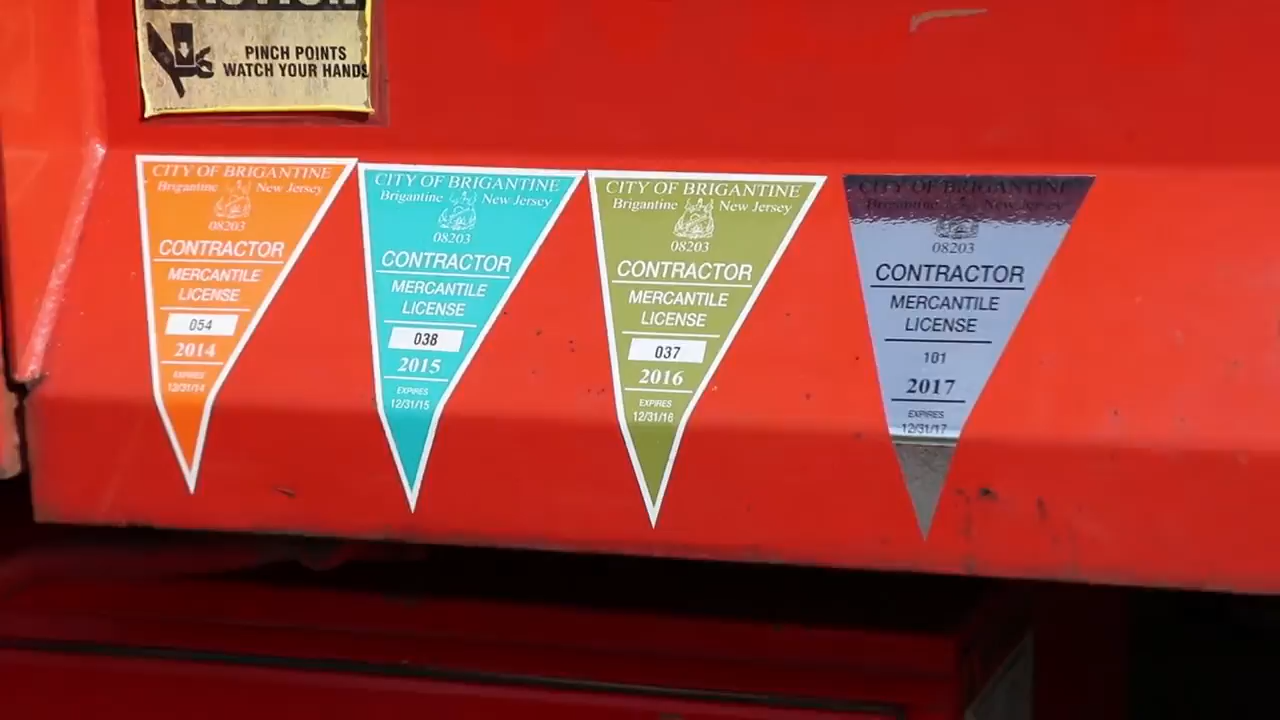 CAUTION
PINCH POINTS
WATCH YOUR HANDS
CITY OF BRIGANTINE
Brigantine New Jersey
08203
CONTRACTOR
MERCANTILE
LICENSE
054
2014
EXPIRES
12/31/14
CITY OF BRIGANTINE
Brigantine New Jersey
08203
CONTRACTOR
MERCANTILE
LICENSE
038
2015
EXPIRES
12/31/15
CITY OF BRIGANTINE
Brigantine New Jersey
08203
CONTRACTOR
MERCANTILE
LICENSE
037
2016
EXPIRES
12/31/16
CITY OF BRIGANTINE
Brigantine New Jersey
08203
CONTRACTOR
MERCANTILE
LICENSE
101
2017
EXPIRES
12/31/17